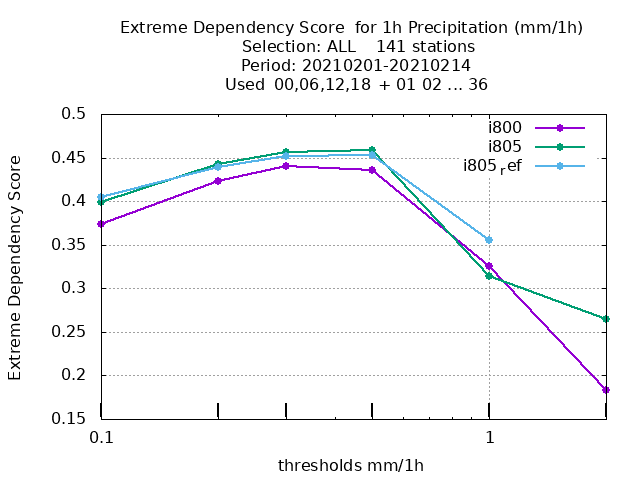 Extreme Dependency Score for 1h Precipitation (mm/1h)
Selection: ALL 141 stations
Period: 20210201-20210214
Used 00,06,12,18 + 01 02 ... 36
Extreme Dependency Score
0.5
0.45
0.4
0.35
0.3
0.25
0.2
0.15
i800
i805
i805ref
0.1 1
thresholds mm/1h